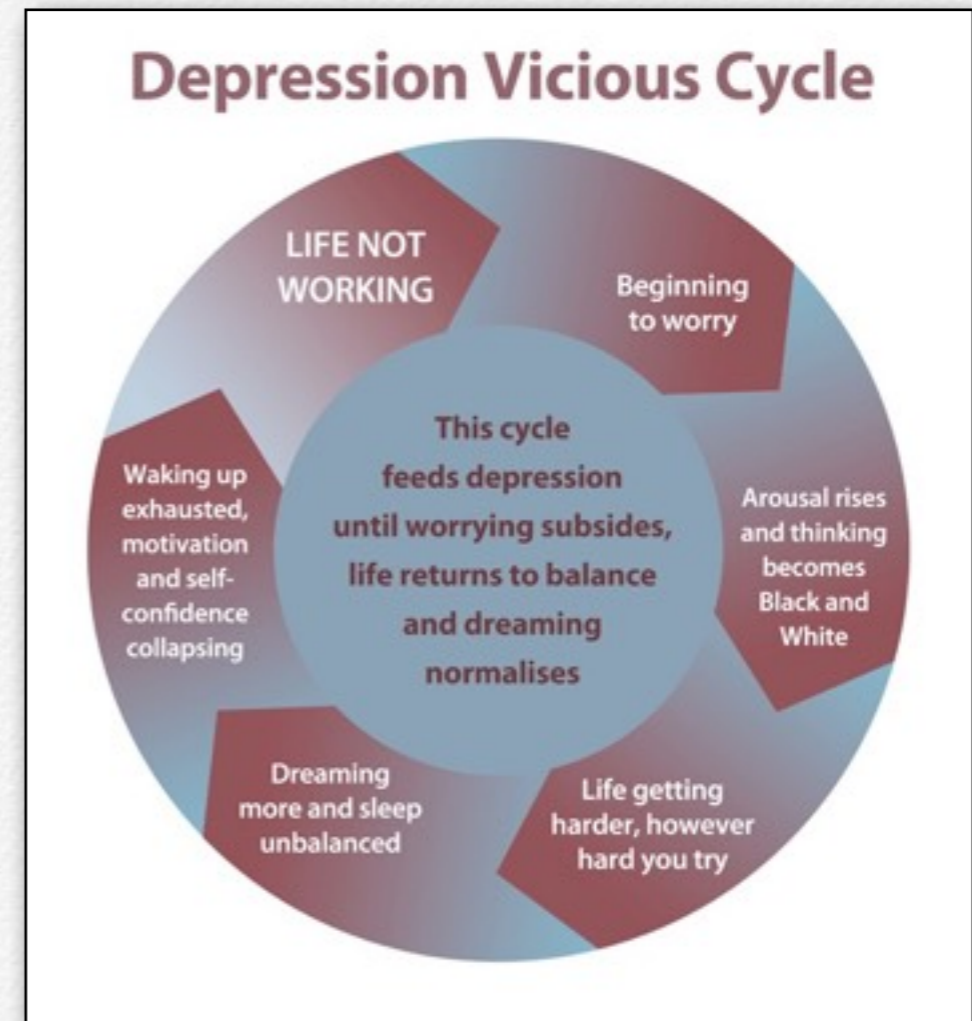 Depression Vicious Cycle
LIFE NOT
WORKING
Beginning
to worry
Arousal rises
and thinking
becomes
Black and
White
Life getting
harder, however
hard you try
Dreaming
more and sleep
unbalanced
Waking up
exhausted,
motivation
and self-
confidence
collapsing
This cycle
feeds depression
until worrying subsides,
life returns to balance
and dreaming
normalises